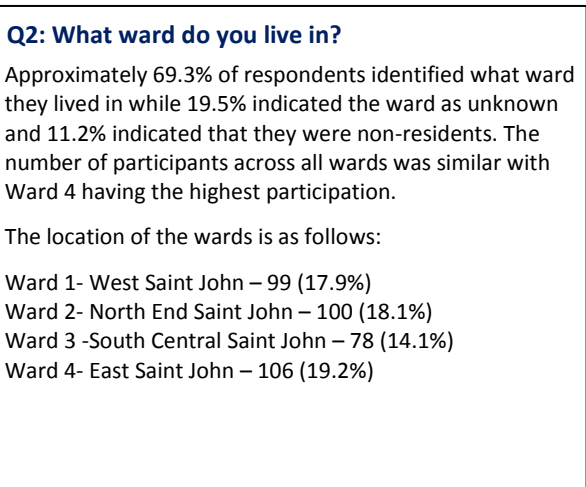 Q2: What ward do you live in?
Approximately 69.3% of respondents identified what ward
they lived in while 19.5% indicated the ward as unknown
and 11.2% indicated that they were non-residents. The
number of participants across all wards was similar with
Ward 4 having the highest participation.
The location of the wards is as follows:
Ward 1- West Saint John – 99 (17.9%)
Ward 2- North End Saint John – 100 (18.1%)
Ward 3 -South Central Saint John – 78 (14.1%)
Ward 4- East Saint John – 106 (19.2%)